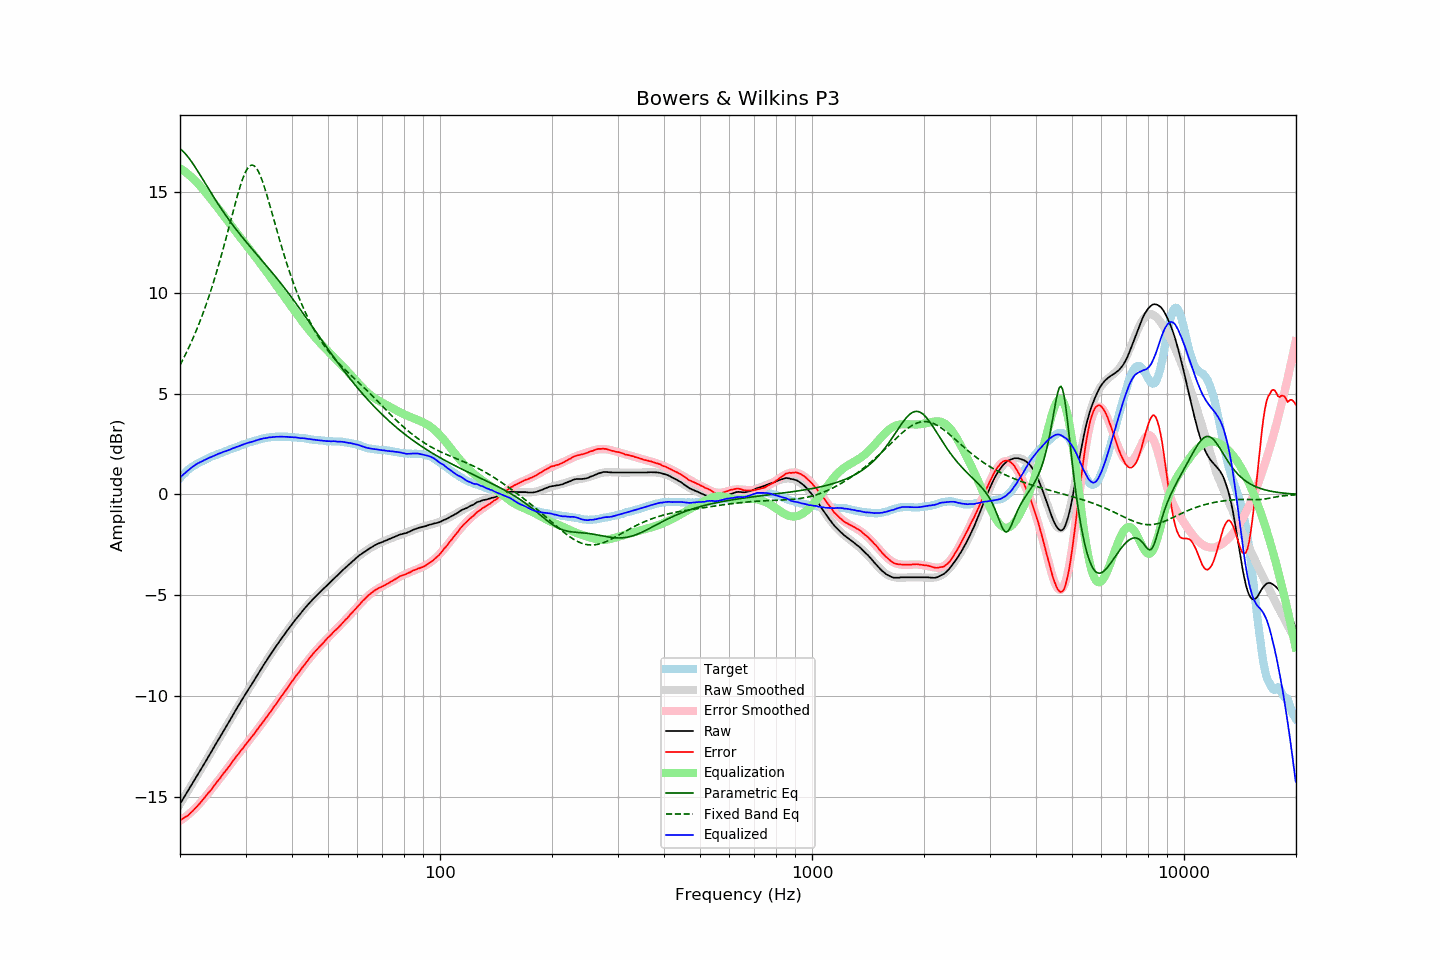 Bowers & Wilkins P3
Amplitude (dBr)
15
10
5
0
−5
−10
−15
100
1000
10000
Frequency (Hz)
Target
Raw Smoothed
Error Smoothed
Raw
Error
Equalization
Parametric Eq
Fixed Band Eq
Equalized